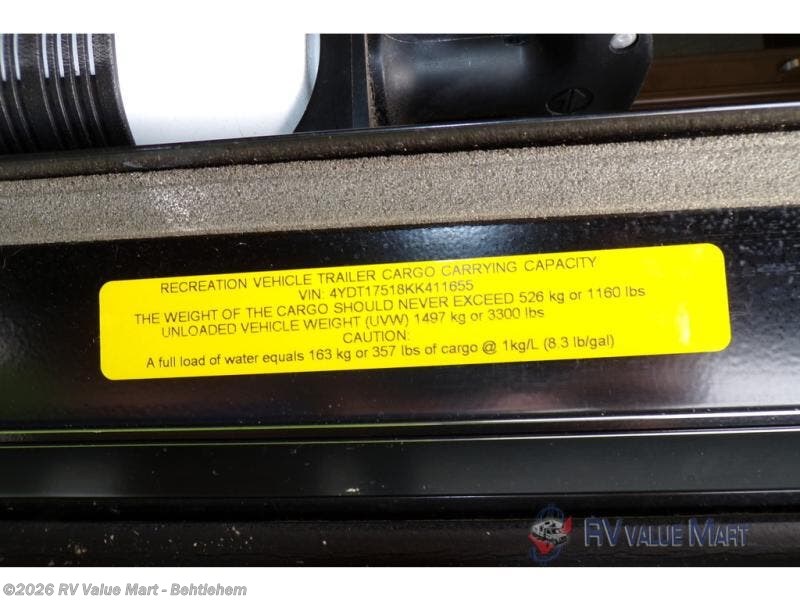 RECREATION VEHICLE TRAILER CARGO CARRYING CAPACITY
VIN: 4YDT17518KK411655
THE WEIGHT OF THE CARGO SHOULD NEVER EXCEED 526 kg or 1160 lbs
UNLOADED VEHICLE WEIGHT (UVW) 1497 kg or 3300 lbs
CAUTION:
A full load of water equals 163 kg or 357 lbs of cargo @ 1kg/L (8.3 lb/gal)
RV VALUE MART
©2026 RV Value Mart - Behtlehem